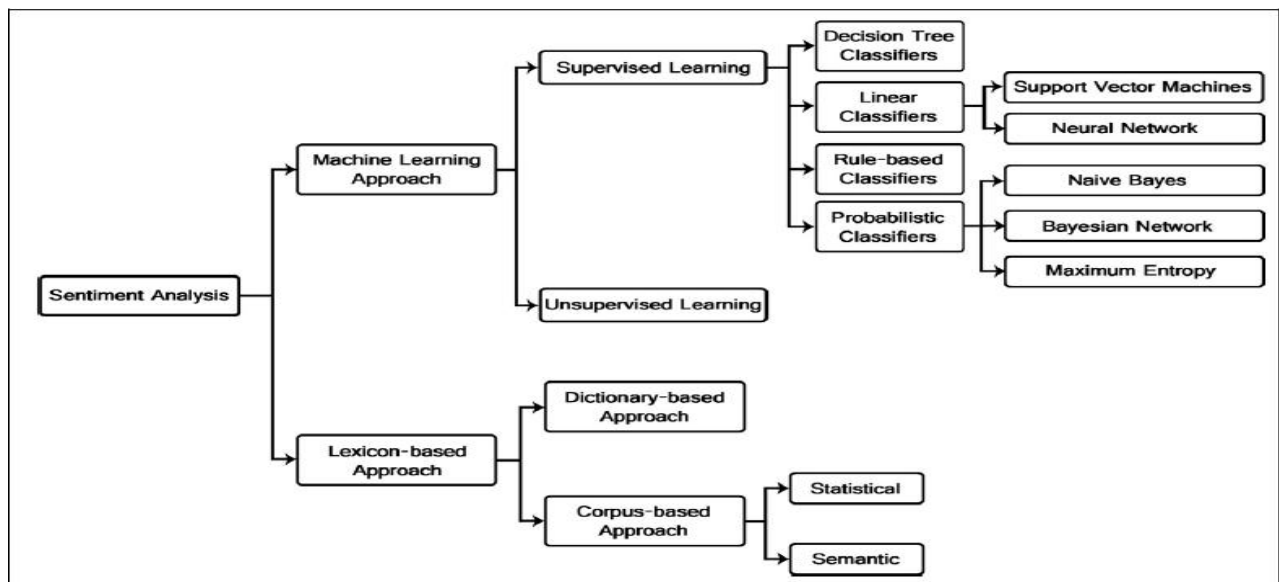 Decision Tree
Classifiers
Supervised Learning
Support Vector Machines
Linear
Classifiers
Neural Network
Machine Learning
Approach
Rule-based
Classifiers
Naive Bayes
Probabilistic
Classifiers
Bayesian Network
Maximum Entropy
Sentiment Analysis
Unsupervised Learning
Dictionary-based
Approach
Lexicon-based
Approach
Statistical
Corpus-based
Approach
Semantic